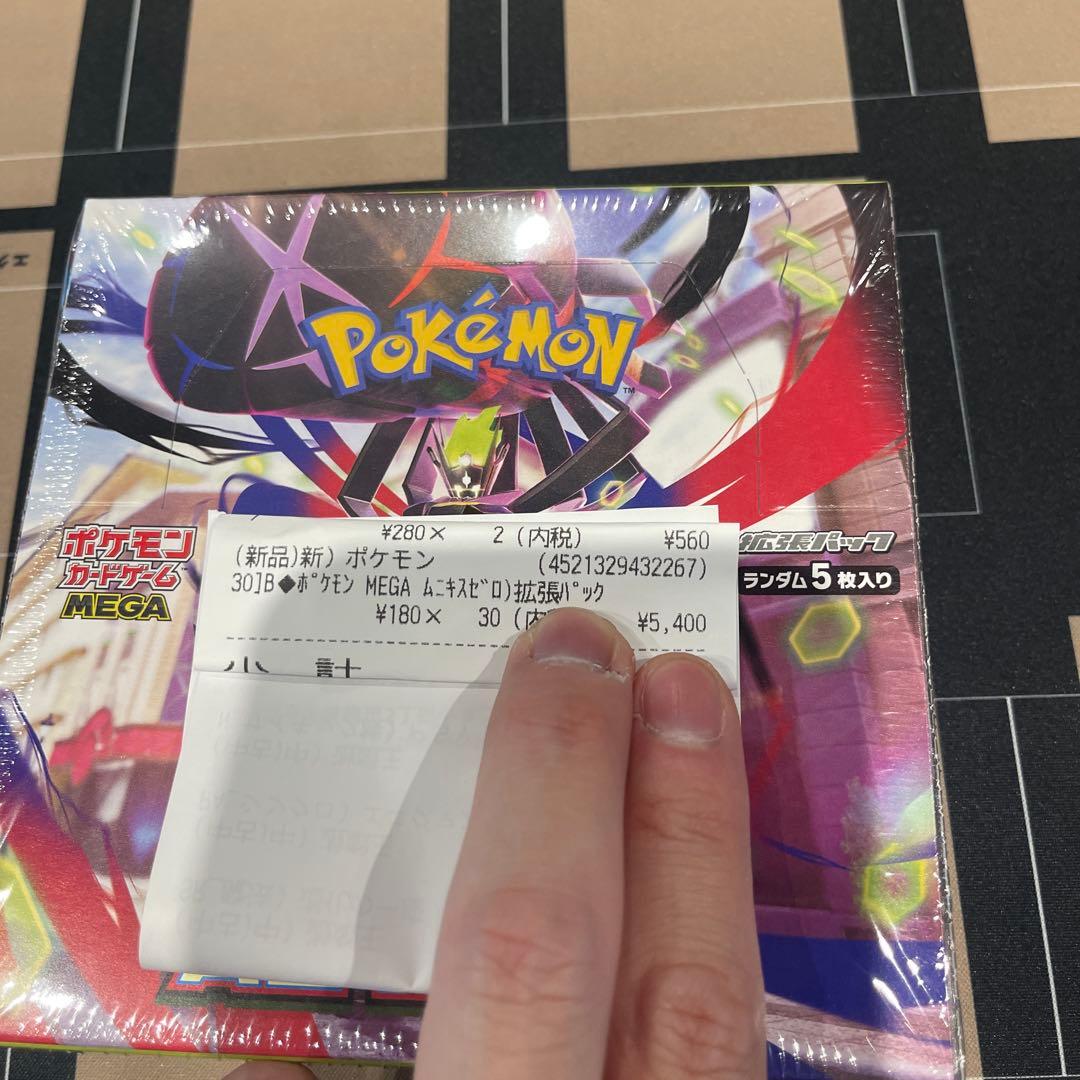 エク
POKéMON
TM
ポケモン
カードゲーム
MEGA
拡張パック
ランダム5枚入り
¥280× 2(内税) ¥560
(新品)新) ポケモン (4521329432267)
30]B◆ポケモン MEGA ムニキスゼロ)拡張パック
¥180× 30(内 ¥5,400
小 計